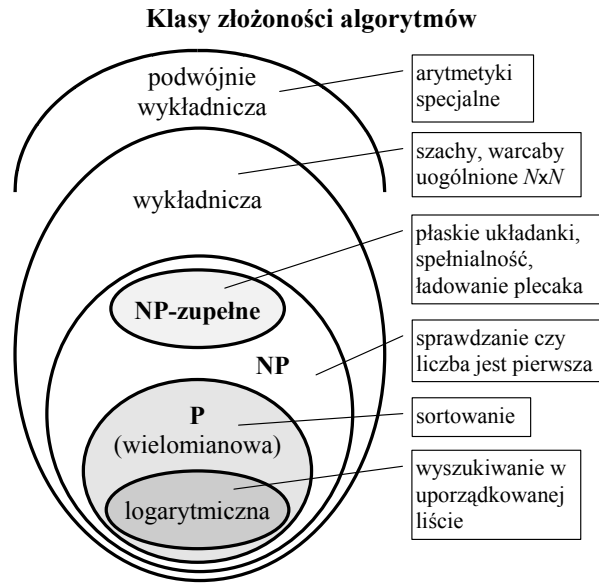 Klasy złożoności algorytmów
podwójnie
wykładnicza
arytmetyki
specjalne
wykładnicza
szachy, warcaby
uogólnione NxN
NP-zupełne
płaskie układanki,
spełnialność,
ładowanie plecaka
NP
sprawdzanie czy
liczba jest pierwsza
P
(wielomianowa)
sortowanie
logarytmiczna
wyszukiwanie w
uporządkowanej
liście